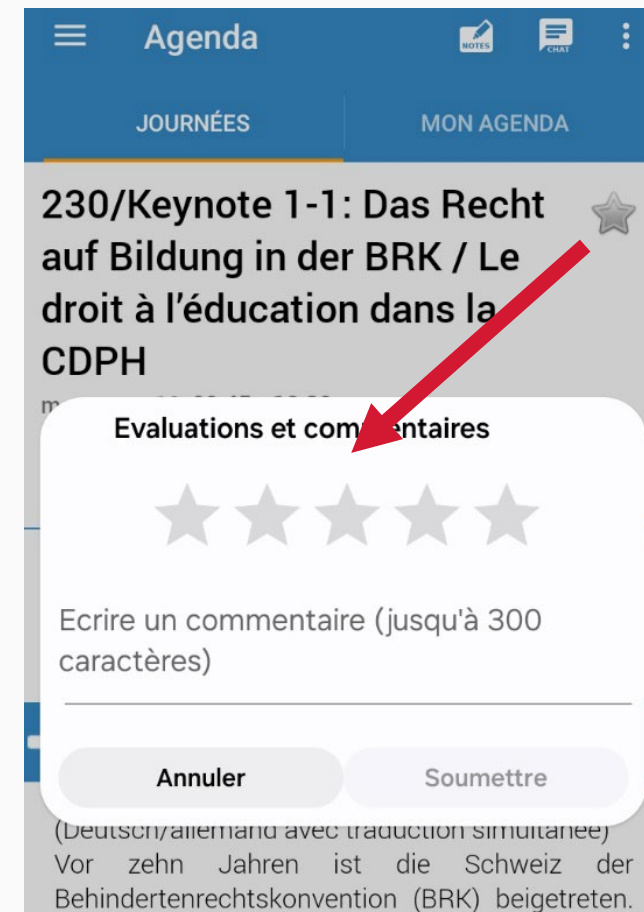 Agenda
NOTES
CHAT
JOURNÉES
MON AGENDA
230/Keynote 1-1: Das Recht
auf Bildung in der BRK / Le
droit à l’éducation dans la
CDPH
Evaluations et commentaires
Ecrire un commentaire (jusqu'à 300
caractères)
Annuler
Soumettre
(Deutsch/allemand avec traduction simultanée)
Vor zehn Jahren ist die Schweiz der
Behindertenrechtskonvention (BRK) beigetreten.